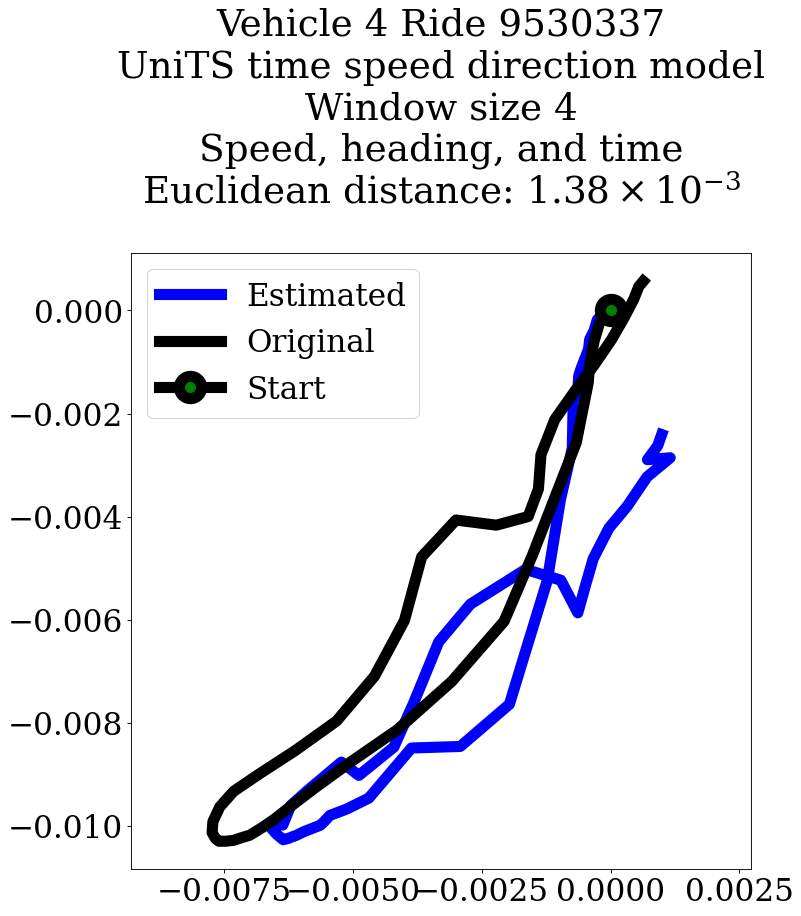 Vehicle 4 Ride 9530337
UniTS time speed direction model
Window size 4
Speed, heading, and time
Euclidean distance: 1.38 × 10⁻³
Estimated
Original
Start
0.000
−0.002
−0.004
−0.006
−0.008
−0.010
−0.0075
−0.0050
−0.0025
0.0000
0.0025